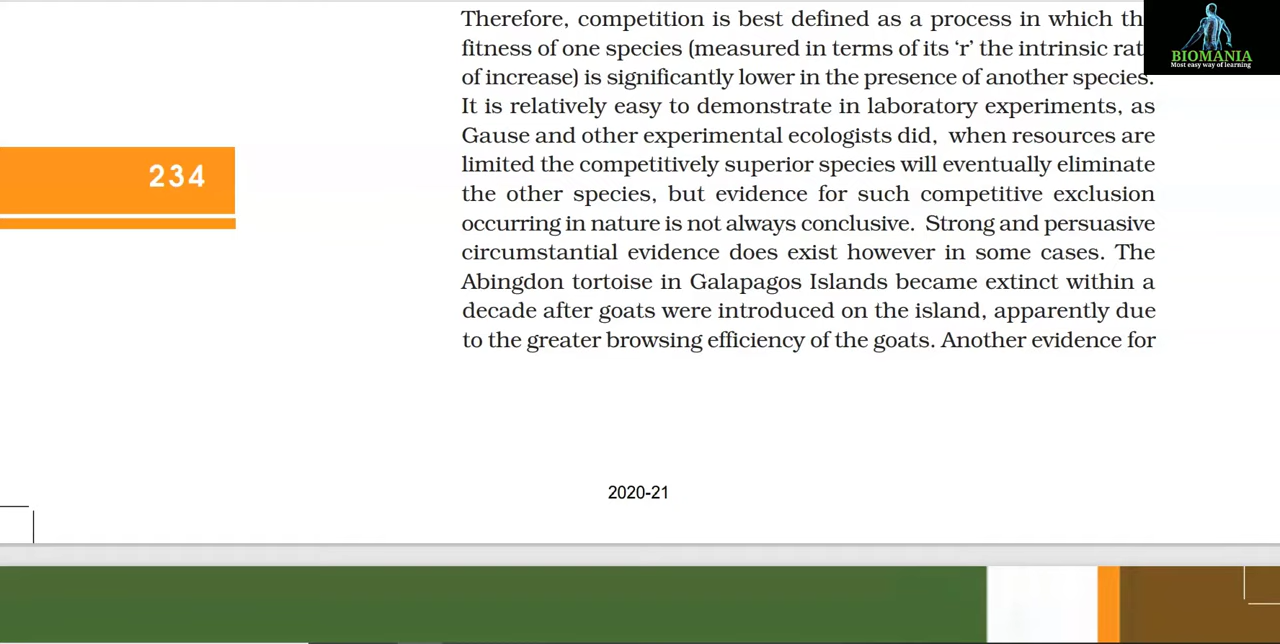 Therefore, competition is best defined as a process in which th
fitness of one species (measured in terms of its ‘r’ the intrinsic rat
of increase) is significantly lower in the presence of another species.
It is relatively easy to demonstrate in laboratory experiments, as
Gause and other experimental ecologists did, when resources are
limited the competitively superior species will eventually eliminate
the other species, but evidence for such competitive exclusion
occurring in nature is not always conclusive. Strong and persuasive
circumstantial evidence does exist however in some cases. The
Abingdon tortoise in Galapagos Islands became extinct within a
decade after goats were introduced on the island, apparently due
to the greater browsing efficiency of the goats. Another evidence for
BIOMANIA
Most easy way of learning
234
2020-21